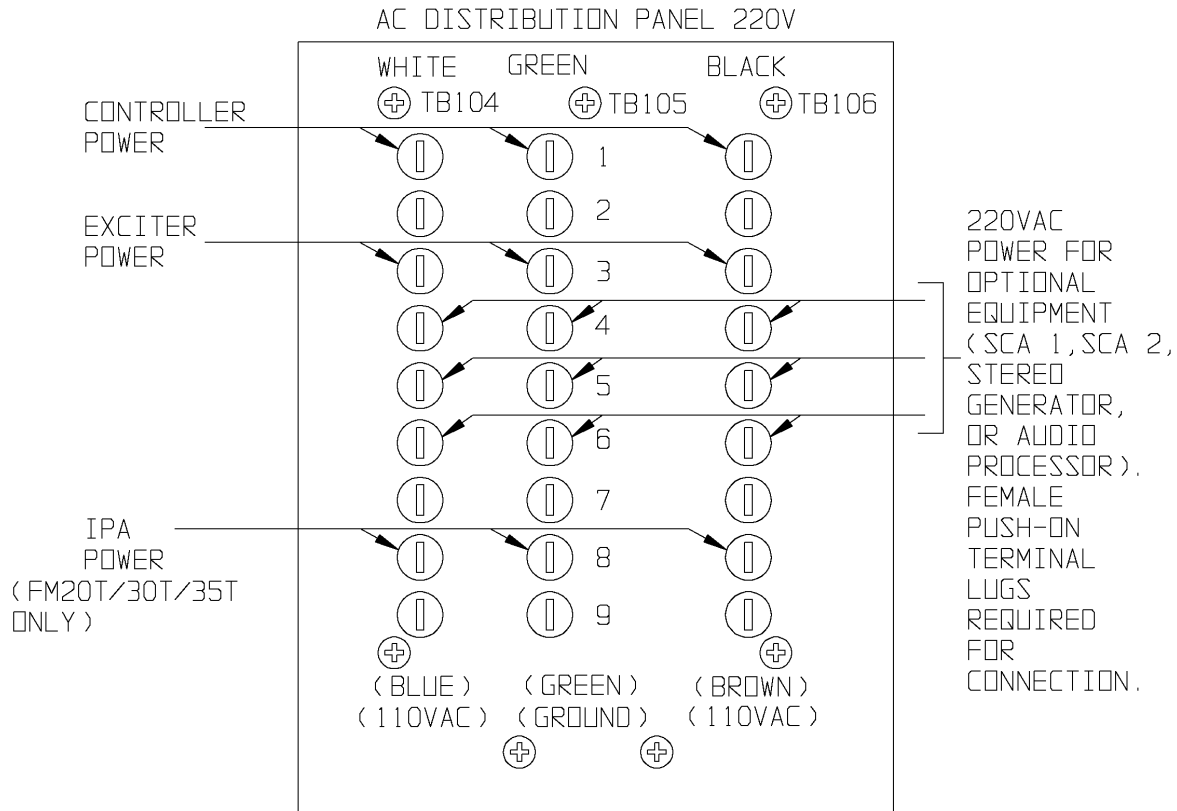 AC DISTRIBUTION PANEL 220V
WHITE GREEN BLACK
TB104 TB105 TB106
CONTROLLER
POWER
1
2
EXCITER
POWER
3
4
5
6
7
IPA
POWER
(FM20T/30T/35T
ONLY)
8
9
(BLUE) (GREEN) (BROWN)
(110VAC) (GROUND) (110VAC)
220VAC
POWER FOR
OPTIONAL
EQUIPMENT
(SCA 1,SCA 2,
STEREO
GENERATOR,
OR AUDIO
PROCESSOR).
FEMALE
PUSH-ON
TERMINAL
LUGS
REQUIRED
FOR
CONNECTION.